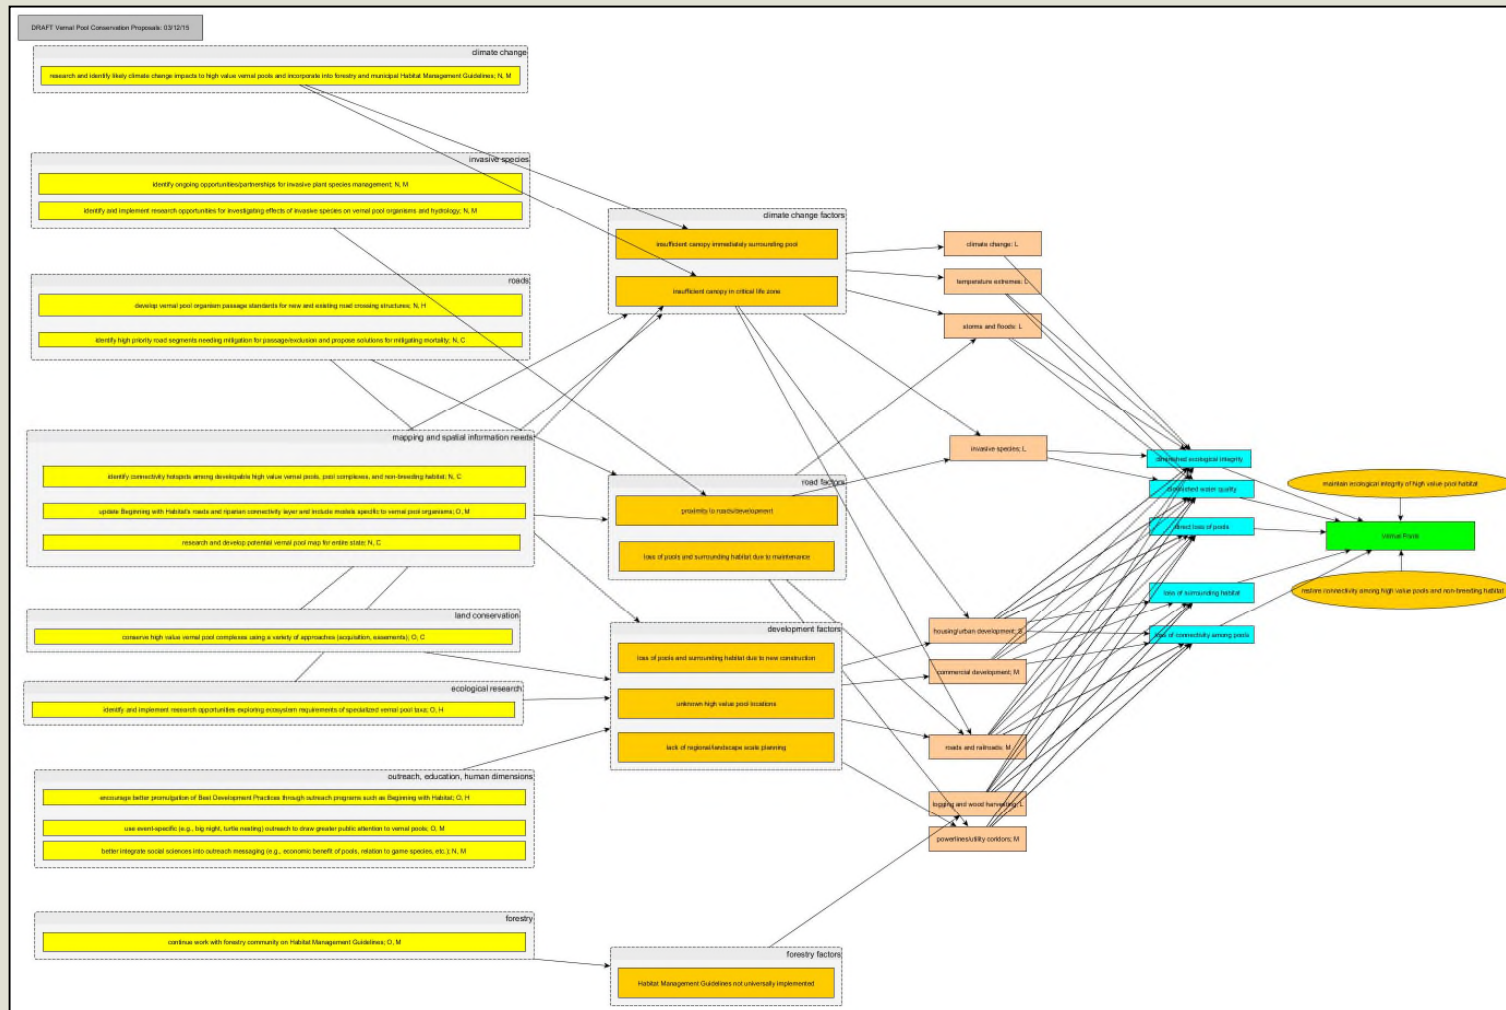 DRAFT Vernal Pool Conservation Proposals: 03/12/15
climate change
research and identify likely climate change impacts to high value vernal pools and incorporate into forestry and municipal Habitat Management Guidelines; N, M
invasive species
identify ongoing opportunities/partnerships for invasive plant species management; N, M
identify and implement research opportunities for investigating effects of invasive species on vernal pool organisms and hydrology; N, M
roads
develop vernal pool organism passage standards for new and existing road crossing structures; N, H
identify high priority road segments needing mitigation for passage/exclusion and propose solutions for mitigating mortality; N, C
mapping and spatial information needs
identify connectivity hotspots among developable high value vernal pools, pool complexes, and non-breeding habitat; N, C
update Beginning with Habitat's roads and riparian connectivity layer and include models specific to vernal pool organisms; O, M
research and develop potential vernal pool map for entire state; N, C
land conservation
conserve high value vernal pool complexes using a variety of approaches (acquisition, easements); O, C
ecological research
identify and implement research opportunities exploring ecosystem requirements of specialized vernal pool taxa; O, H
outreach, education, human dimensions
encourage better promulgation of Best Development Practices through outreach programs such as Beginning with Habitat; O, H
use event-specific (e.g., big night, turtle nesting) outreach to draw greater public attention to vernal pools; O, M
better integrate social sciences into outreach messaging (e.g., economic benefit of pools, relation to game species, etc.); N, M
forestry
continue work with forestry community on Habitat Management Guidelines; O, M
climate change factors
insufficient canopy immediately surrounding pool
insufficient canopy in critical life zone
road factors
proximity to roads/development
loss of pools and surrounding habitat due to maintenance
development factors
loss of pools and surrounding habitat due to new construction
unknown high value pool locations
lack of regional/landscape scale planning
forestry factors
Habitat Management Guidelines not universally implemented
climate change: L
temperature extremes: L
storms and floods: L
invasive species; L
housing/urban development;
commercial development; M
roads and railroads; M
logging and wood harvesting; L
powerlines/utility coridors; M
diminished ecological integrity
diminished water quality
direct loss of pools
loss of surrounding habitat
loss of connectivity among pools
maintain ecological integrity of high value pool habitat
Vernal Pools
restore connectivity among high value pools and non-breeding habitat